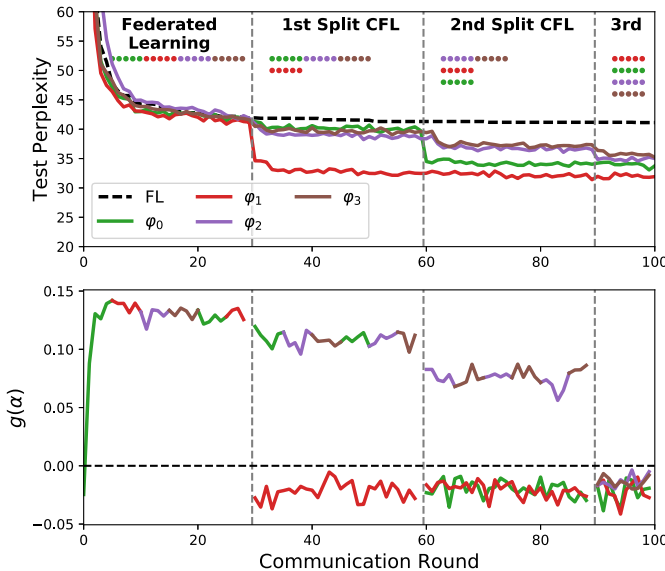 Federated
Learning
1st Split CFL
2nd Split CFL
3rd
60
55
50
45
40
35
30
25
20
Test Perplexity
FL
φ0
φ1
φ2
φ3
0
20
40
60
80
100
0.15
0.10
0.05
0.00
−0.05
g(α)
0
20
40
60
80
100
Communication Round